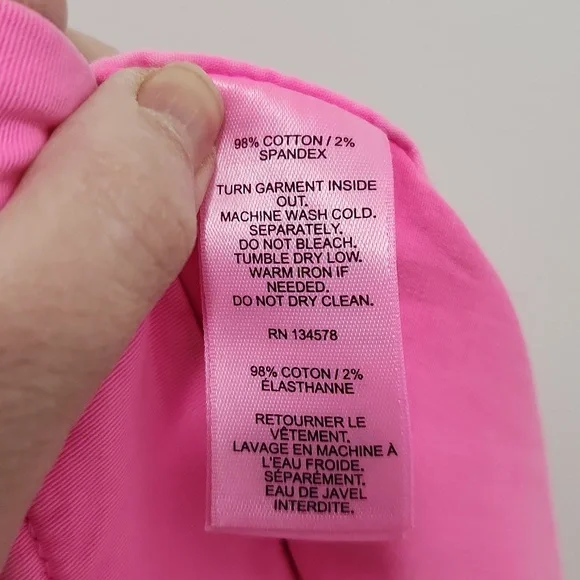 98% COTTON / 2%
SPANDEX
TURN GARMENT INSIDE
OUT.
MACHINE WASH COLD.
SEPARATELY.
DO NOT BLEACH.
TUMBLE DRY LOW.
WARM IRON IF
NEEDED.
DO NOT DRY CLEAN.
RN 134578
98% COTON / 2%
ÉLASTHANNE
RETOURNER LE
VÊTEMENT.
LAVAGE EN MACHINE À
L'EAU FROIDE.
SÉPARÉMENT.
EAU DE JAVEL
INTERDITE.